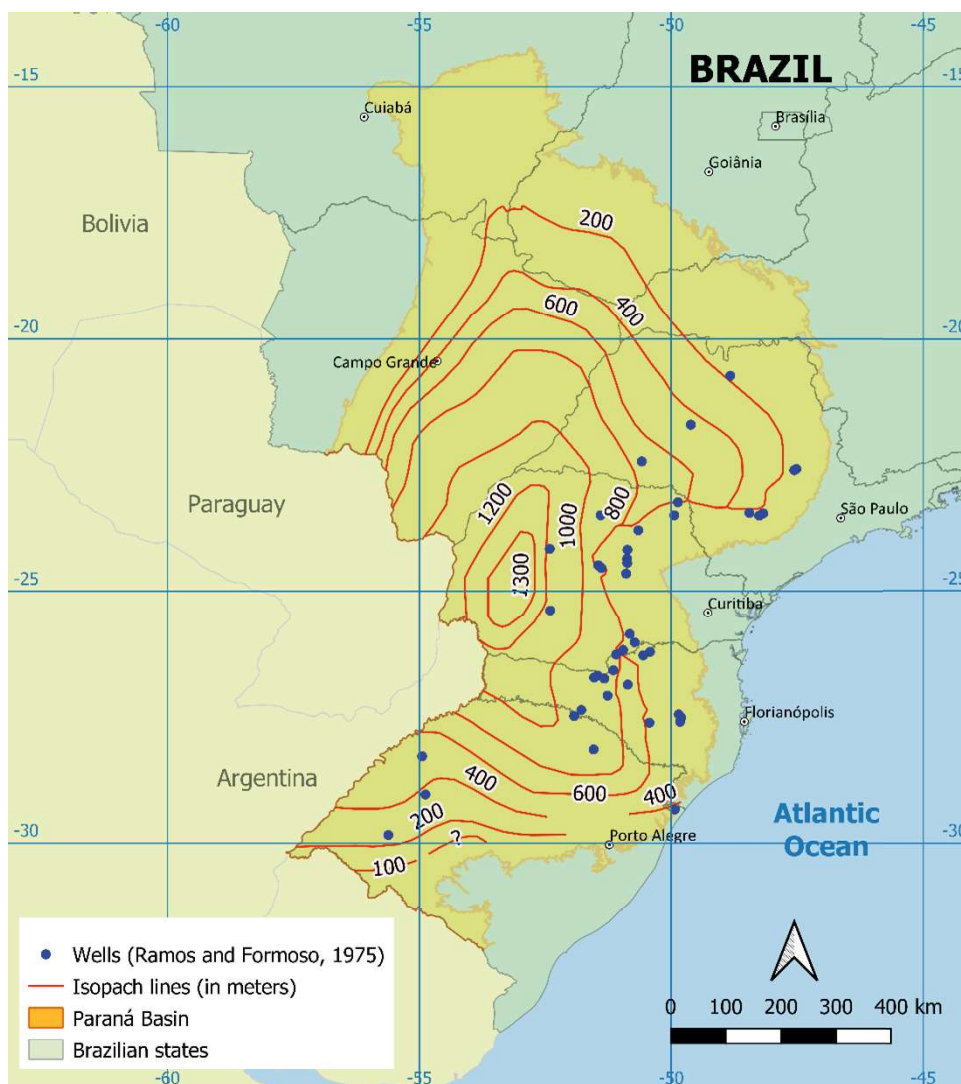 -60
-55
-50
-45
-15
-15
BRAZIL
Cuiabá
Brasília
Goiânia
Bolivia
200
400
600
-20
-20
Campo Grande
Paraguay
1200
1000
800
São Paulo
1300
-25
-25
Curitiba
Florianópolis
Argentina
400
600
400
200
?
Atlantic
Ocean
Porto Alegre
-30
-30
100
Wells (Ramos and Formoso, 1975)
Isopach lines (in meters)
Paraná Basin
Brazilian states
0 100 200 300 400 km
-60
-55
-50
-45